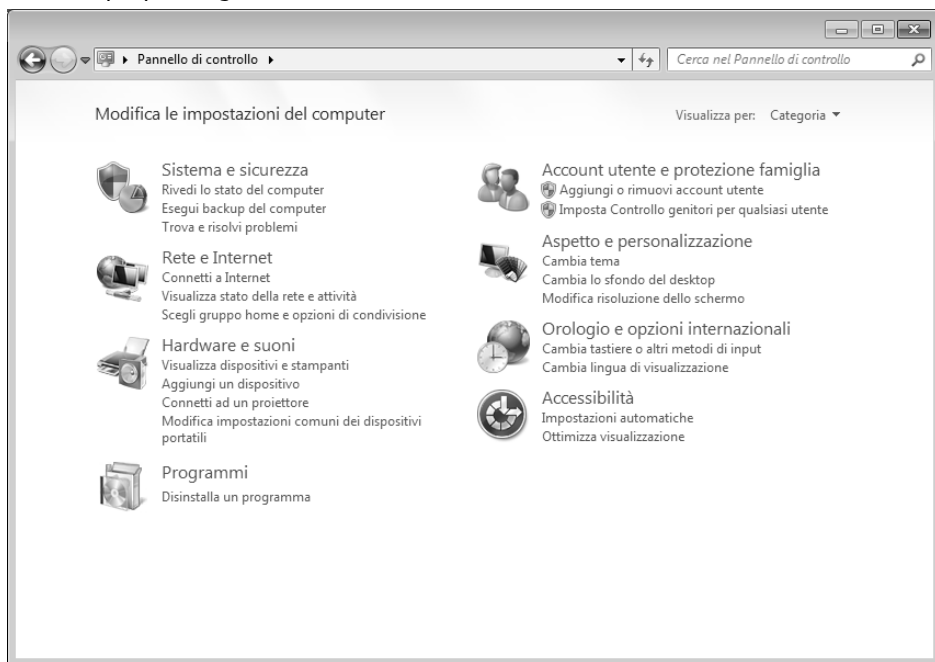 Pannello di controllo
Cerca nel Pannello di controllo
Modifica le impostazioni del computer
Visualizza per: Categoria
Sistema e sicurezza
Rivedi lo stato del computer
Esegui backup del computer
Trova e risolvi problemi
Rete e Internet
Connetti a Internet
Visualizza stato della rete e attività
Scegli gruppo home e opzioni di condivisione
Hardware e suoni
Visualizza dispositivi e stampanti
Aggiungi un dispositivo
Connetti ad un proiettore
Modifica impostazioni comuni dei dispositivi
portatili
Programmi
Disinstalla un programma
Account utente e protezione famiglia
Aggiungi o rimuovi account utente
Imposta Controllo genitori per qualsiasi utente
Aspetto e personalizzazione
Cambia tema
Cambia lo sfondo del desktop
Modifica risoluzione dello schermo
Orologio e opzioni internazionali
Cambia tastiere o altri metodi di input
Cambia lingua di visualizzazione
Accessibilità
Impostazioni automatiche
Ottimizza visualizzazione